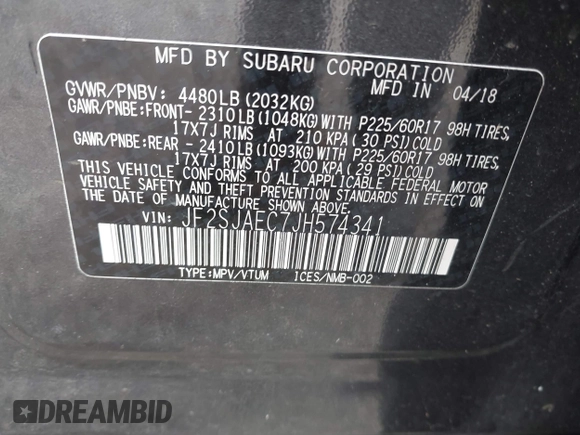 MFD BY SUBARU CORPORATION
MFD IN 04/18
GVWR/PNBV: 4480LB(2032KG)
GAWR/PNBE:FRONT- 2310LB(1048KG)WITH P225/60R17 98H TIRES,
17X7J RIMS AT 210 KPA(30 PSI)COLD
GAWR/PNBE:REAR - 2410LB(1093KG)WITH P225/60R17 98H TIRES,
17X7J RIMS AT 200 KPA(29 PSI)COLD
THIS VEHICLE CONFORMS TO ALL APPLICABLE FEDERAL MOTOR
VEHICLE SAFETY AND THEFT PREVENTION STANDARDS IN EFFECT ON
THE DATE OF MANUFACTURE SHOWN ABOVE.
VIN: JF2SJAEC7JH574341
TYPE:MPV/VTUM ICES/NMB-002
DREAMBID